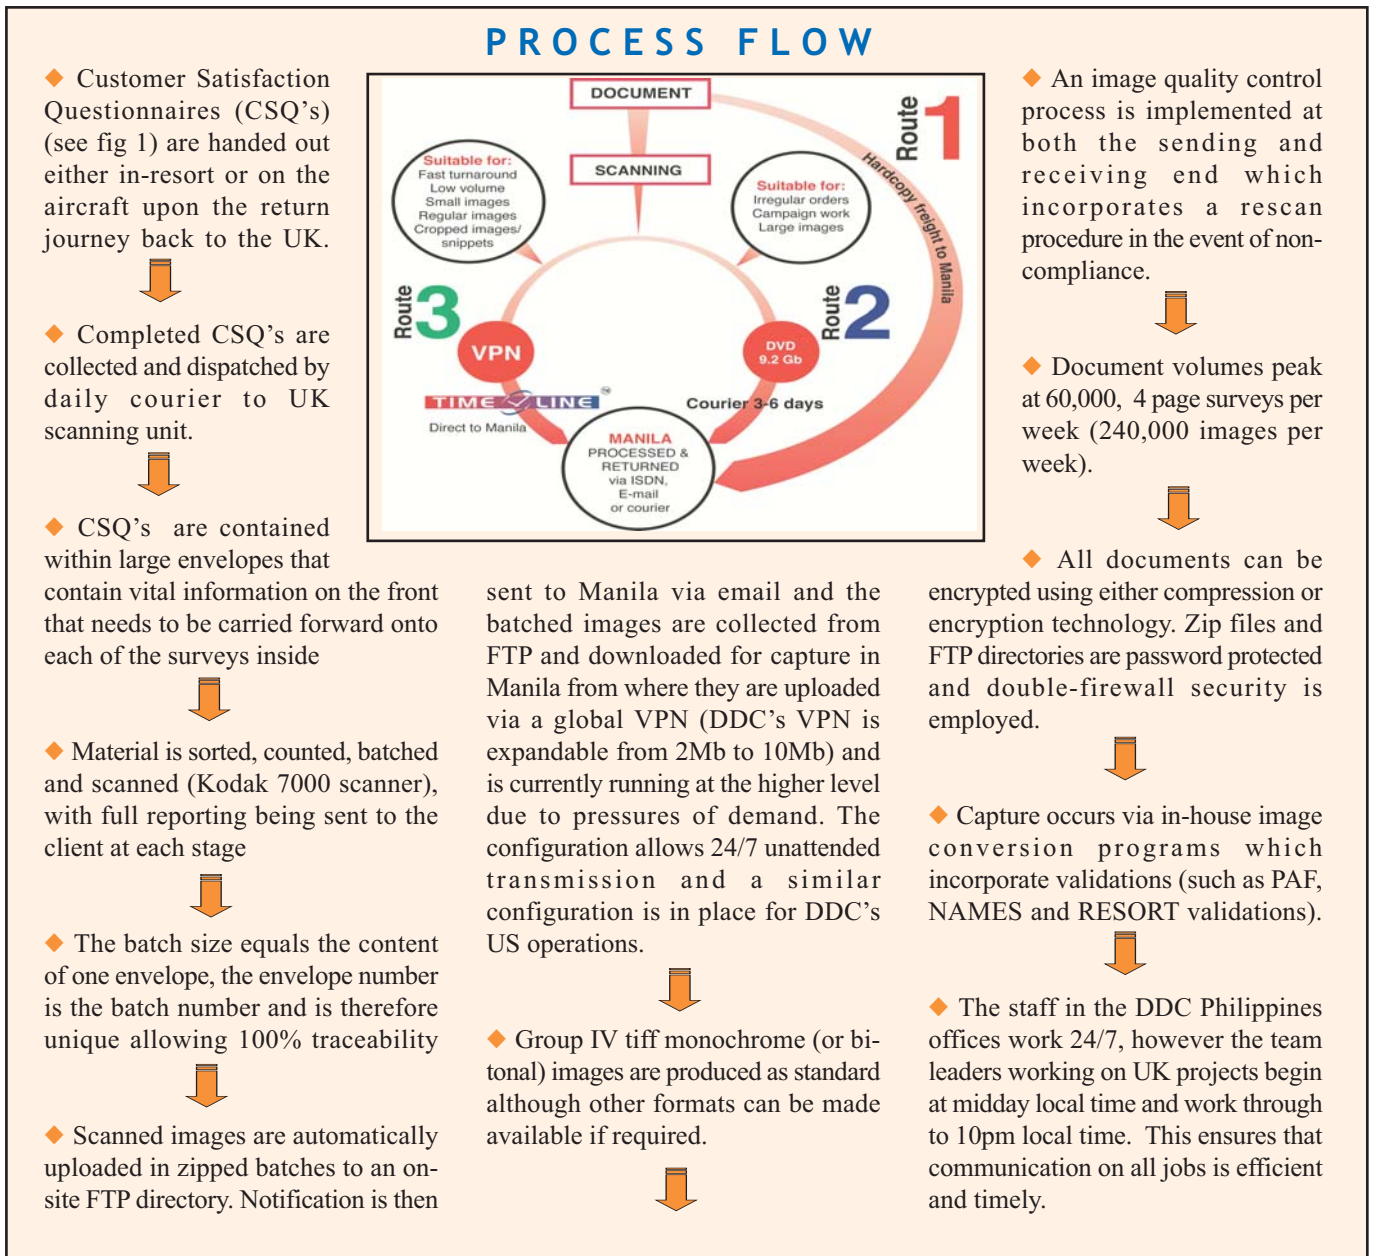 PROCESS FLOW
◆ Customer Satisfaction
Questionnaires (CSQ's)
(see fig 1) are handed out
either in-resort or on the
aircraft upon the return
journey back to the UK.
◆ Completed CSQ's are
collected and dispatched by
daily courier to UK
scanning unit.
◆ CSQ's are contained
within large envelopes that
contain vital information on the front
that needs to be carried forward onto
each of the surveys inside
◆ Material is sorted, counted, batched
and scanned (Kodak 7000 scanner),
with full reporting being sent to the
client at each stage
◆ The batch size equals the content
of one envelope, the envelope number
is the batch number and is therefore
unique allowing 100% traceability
◆ Scanned images are automatically
uploaded in zipped batches to an on-
site FTP directory. Notification is then
DOCUMENT
SCANNING
Route 1
Hardcopy freight to Manila
Suitable for:
Fast turnaround
Low volume
Small images
Regular images
Cropped images/
snippets
Suitable for:
Irregular orders
Campaign work
Large images
Route 3
VPN
Route 2
DVD
9.2 Gb
TIME LINE™
Direct to Manila
Courier 3-6 days
MANILA
PROCESSED &
RETURNED
via ISDN,
E-mail
or courier
sent to Manila via email and the
batched images are collected from
FTP and downloaded for capture in
Manila from where they are uploaded
via a global VPN (DDC's VPN is
expandable from 2Mb to 10Mb) and
is currently running at the higher level
due to pressures of demand. The
configuration allows 24/7 unattended
transmission and a similar
configuration is in place for DDC's
US operations.
◆ Group IV tiff monochrome (or bi-
tonal) images are produced as standard
although other formats can be made
available if required.
◆ An image quality control
process is implemented at
both the sending and
receiving end which
incorporates a rescan
procedure in the event of non-
compliance.
◆ Document volumes peak
at 60,000, 4 page surveys per
week (240,000 images per
week).
◆ All documents can be
encrypted using either compression or
encryption technology. Zip files and
FTP directories are password protected
and double-firewall security is
employed.
◆ Capture occurs via in-house image
conversion programs which
incorporate validations (such as PAF,
NAMES and RESORT validations).
◆ The staff in the DDC Philippines
offices work 24/7, however the team
leaders working on UK projects begin
at midday local time and work through
to 10pm local time. This ensures that
communication on all jobs is efficient
and timely.